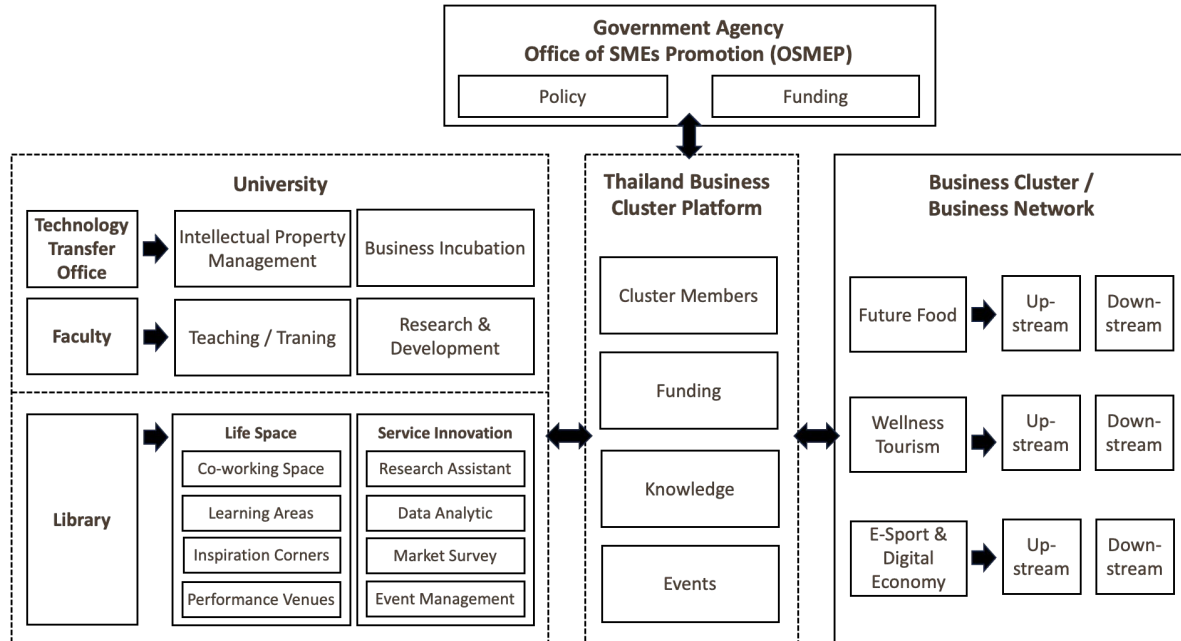 Government Agency
Office of SMEs Promotion (OSMEP)
Policy
Funding
University
Technology
Transfer
Office
Intellectual Property
Management
Business Incubation
Faculty
Teaching / Traning
Research &
Development
Library
Life Space
Co-working Space
Learning Areas
Inspiration Corners
Performance Venues
Service Innovation
Research Assistant
Data Analytic
Market Survey
Event Management
Thailand Business
Cluster Platform
Cluster Members
Funding
Knowledge
Events
Business Cluster /
Business Network
Future Food
Up-
stream
Down-
stream
Wellness
Tourism
Up-
stream
Down-
stream
E-Sport &
Digital
Economy
Up-
stream
Down-
stream